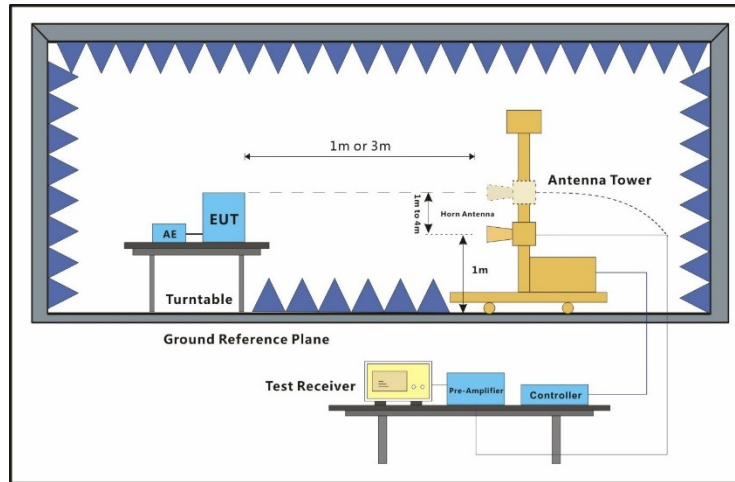 1m or 3m
Antenna Tower
1m to 4m
Horn Antenna
EUT
AE
1m
Turntable
Ground Reference Plane
Test Receiver
Pre-Amplifier
Controller